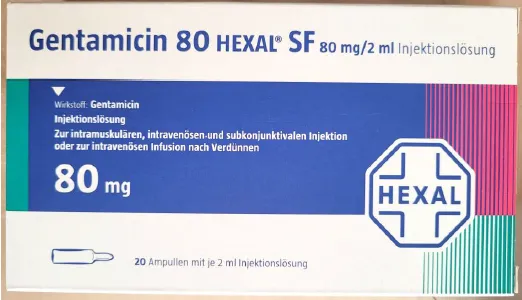 Gentamicin 80 HEXAL® SF 80 mg/2 ml Injektionslösung
Wirkstoff: Gentamicin
Injektionslösung
Zur intramuskulären, intravenösen und subkonjunktivalen Injektion
oder zur intravenösen Infusion nach Verdünnen
80 mg
HEXAL
20 Ampullen mit je 2 ml Injektionslösung